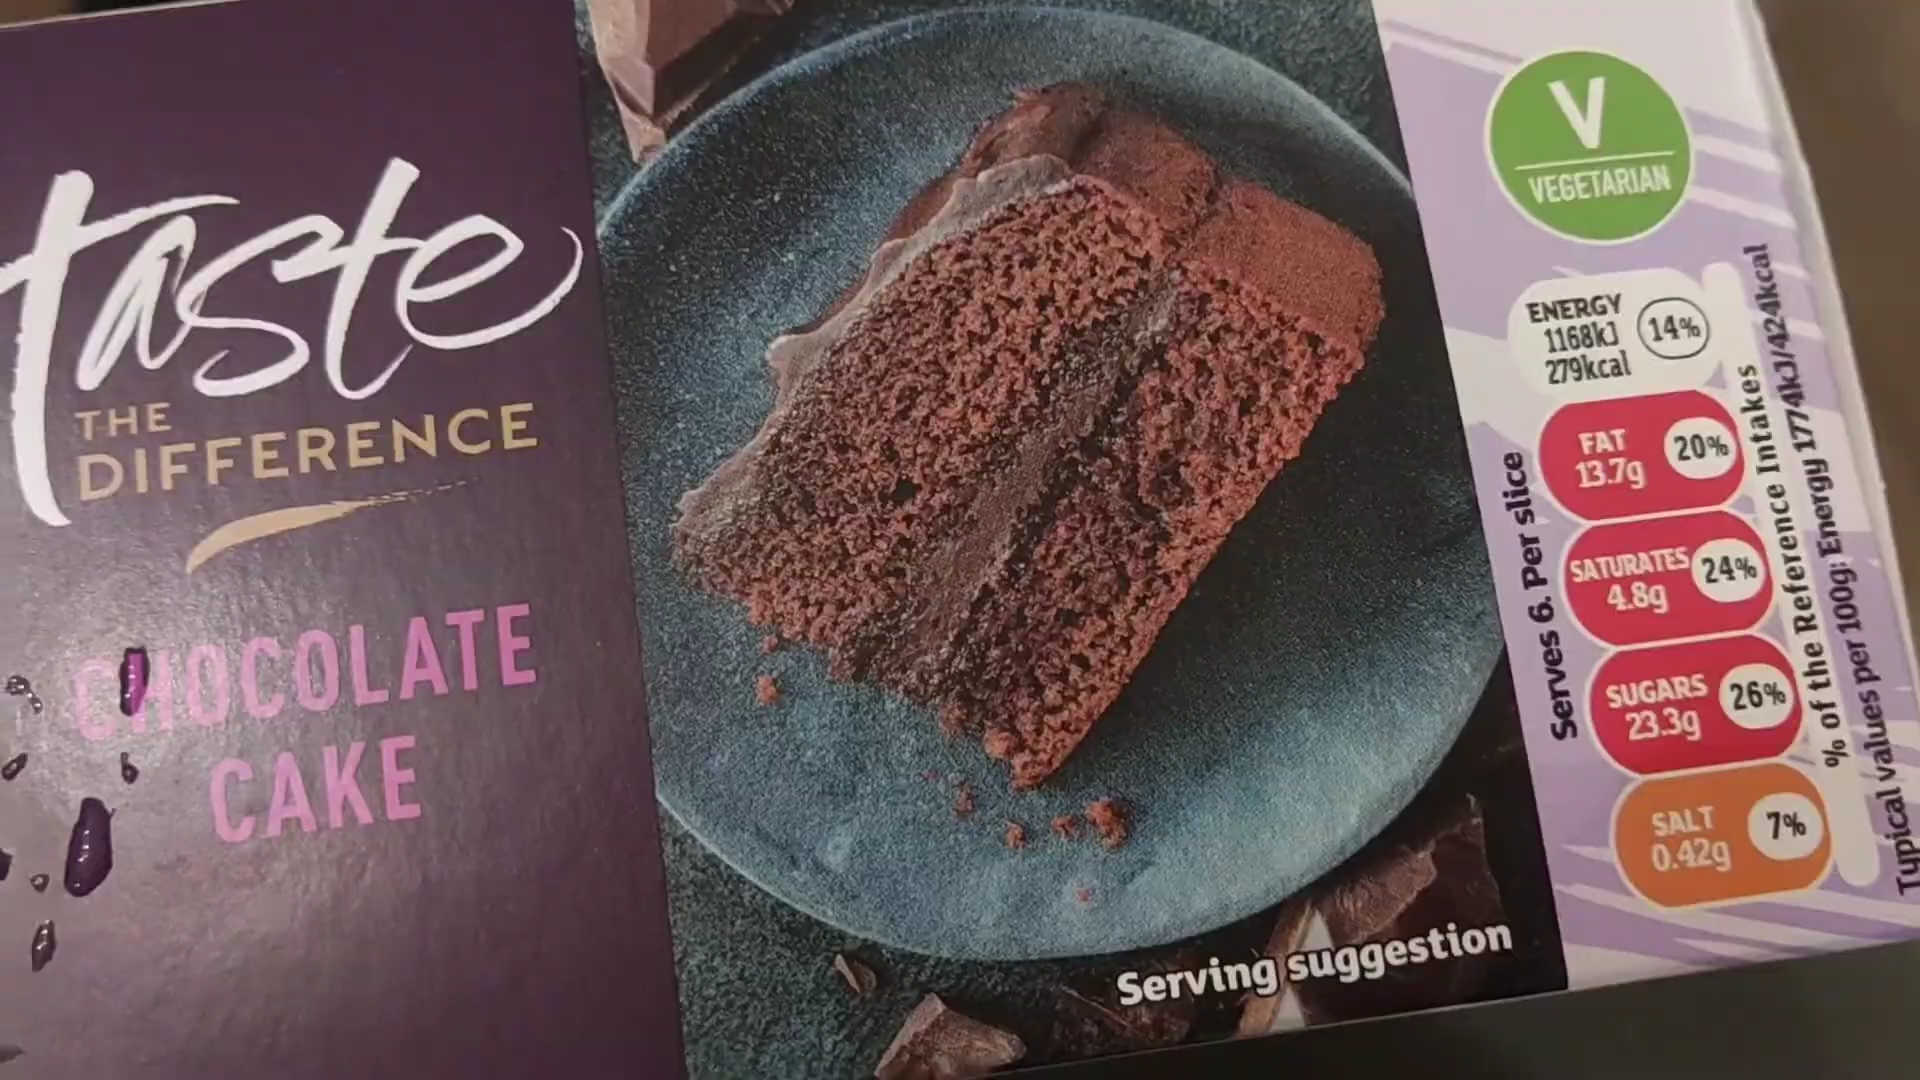 taste
THE
DIFFERENCE
CHOCOLATE
CAKE
Serving suggestion
V
VEGETARIAN
Serves 6. Per slice
ENERGY
1168kJ
279kcal
14%
FAT
13.7g
20%
SATURATES
4.8g
24%
SUGARS
23.3g
26%
SALT
0.42g
7%
% of the Reference Intakes
Typical values per 100g: Energy 1774kJ/424kcal